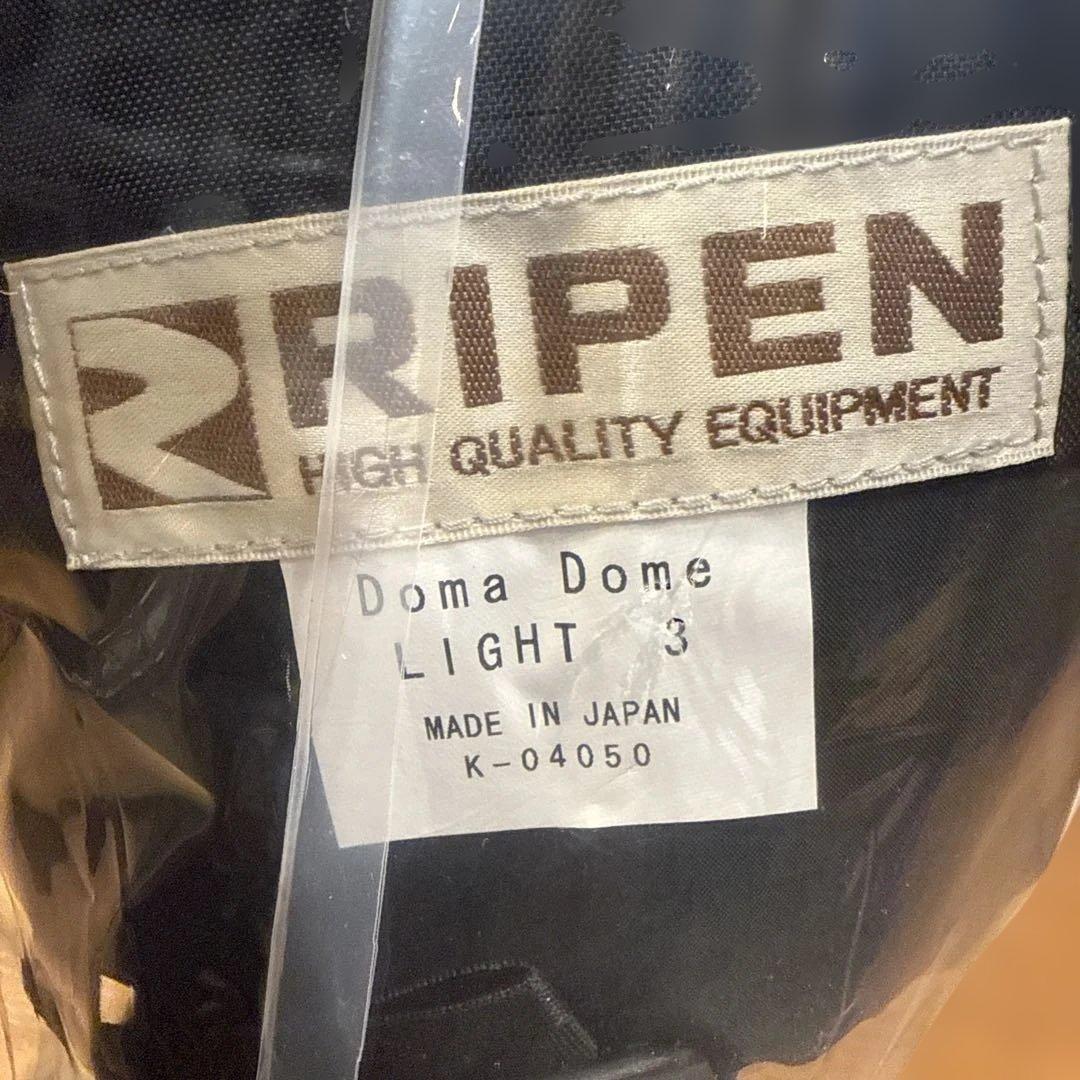 RIPEN
HIGH QUALITY EQUIPMENT
Doma Dome
LIGHT 3
MADE IN JAPAN
K-04050